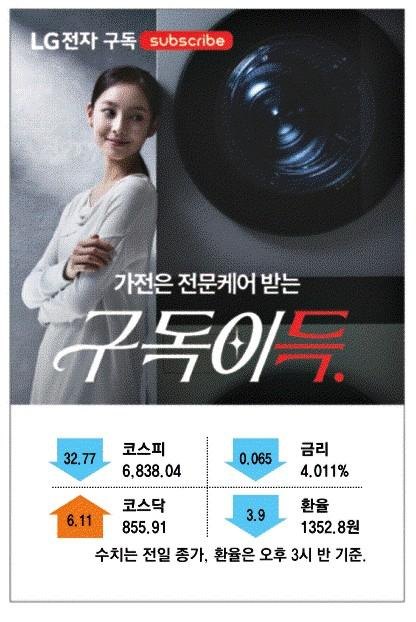 LG전자 구독 subscribe
가전은 전문케어 받는
구독이득.
32.77 코스피 6,838.04
0.065 금리 4.011%
6.11 코스닥 855.91
3.9 환율 1352.8원
수치는 전일 종가, 환율은 오후 3시 반 기준.